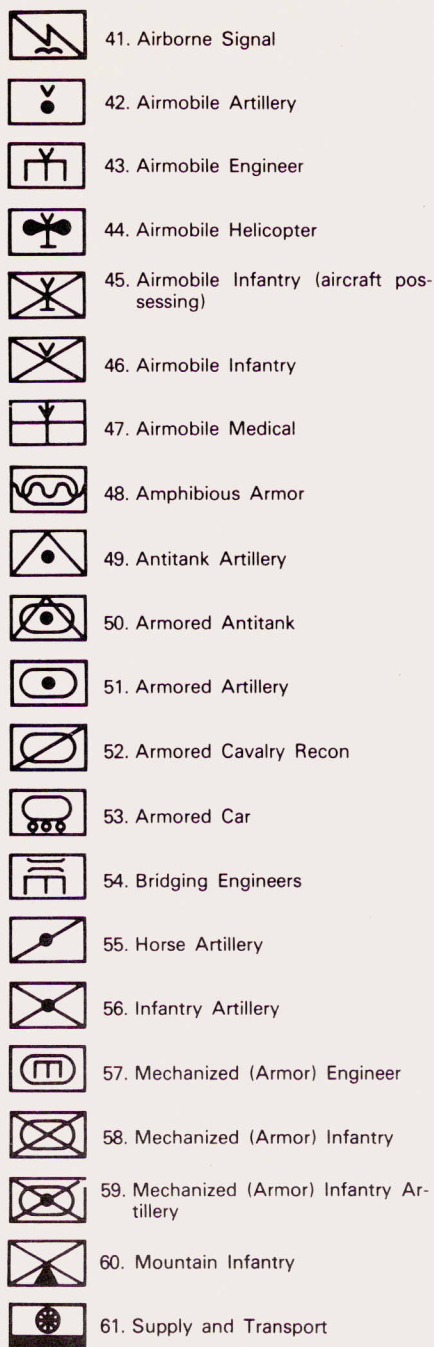 41. Airborne Signal
42. Airmobile Artillery
43. Airmobile Engineer
44. Airmobile Helicopter
45. Airmobile Infantry (aircraft pos-
sessing)
46. Airmobile Infantry
47. Airmobile Medical
48. Amphibious Armor
49. Antitank Artillery
50. Armored Antitank
51. Armored Artillery
52. Armored Cavalry Recon
53. Armored Car
54. Bridging Engineers
55. Horse Artillery
56. Infantry Artillery
57. Mechanized (Armor) Engineer
58. Mechanized (Armor) Infantry
59. Mechanized (Armor) Infantry Ar-
tillery
60. Mountain Infantry
61. Supply and Transport